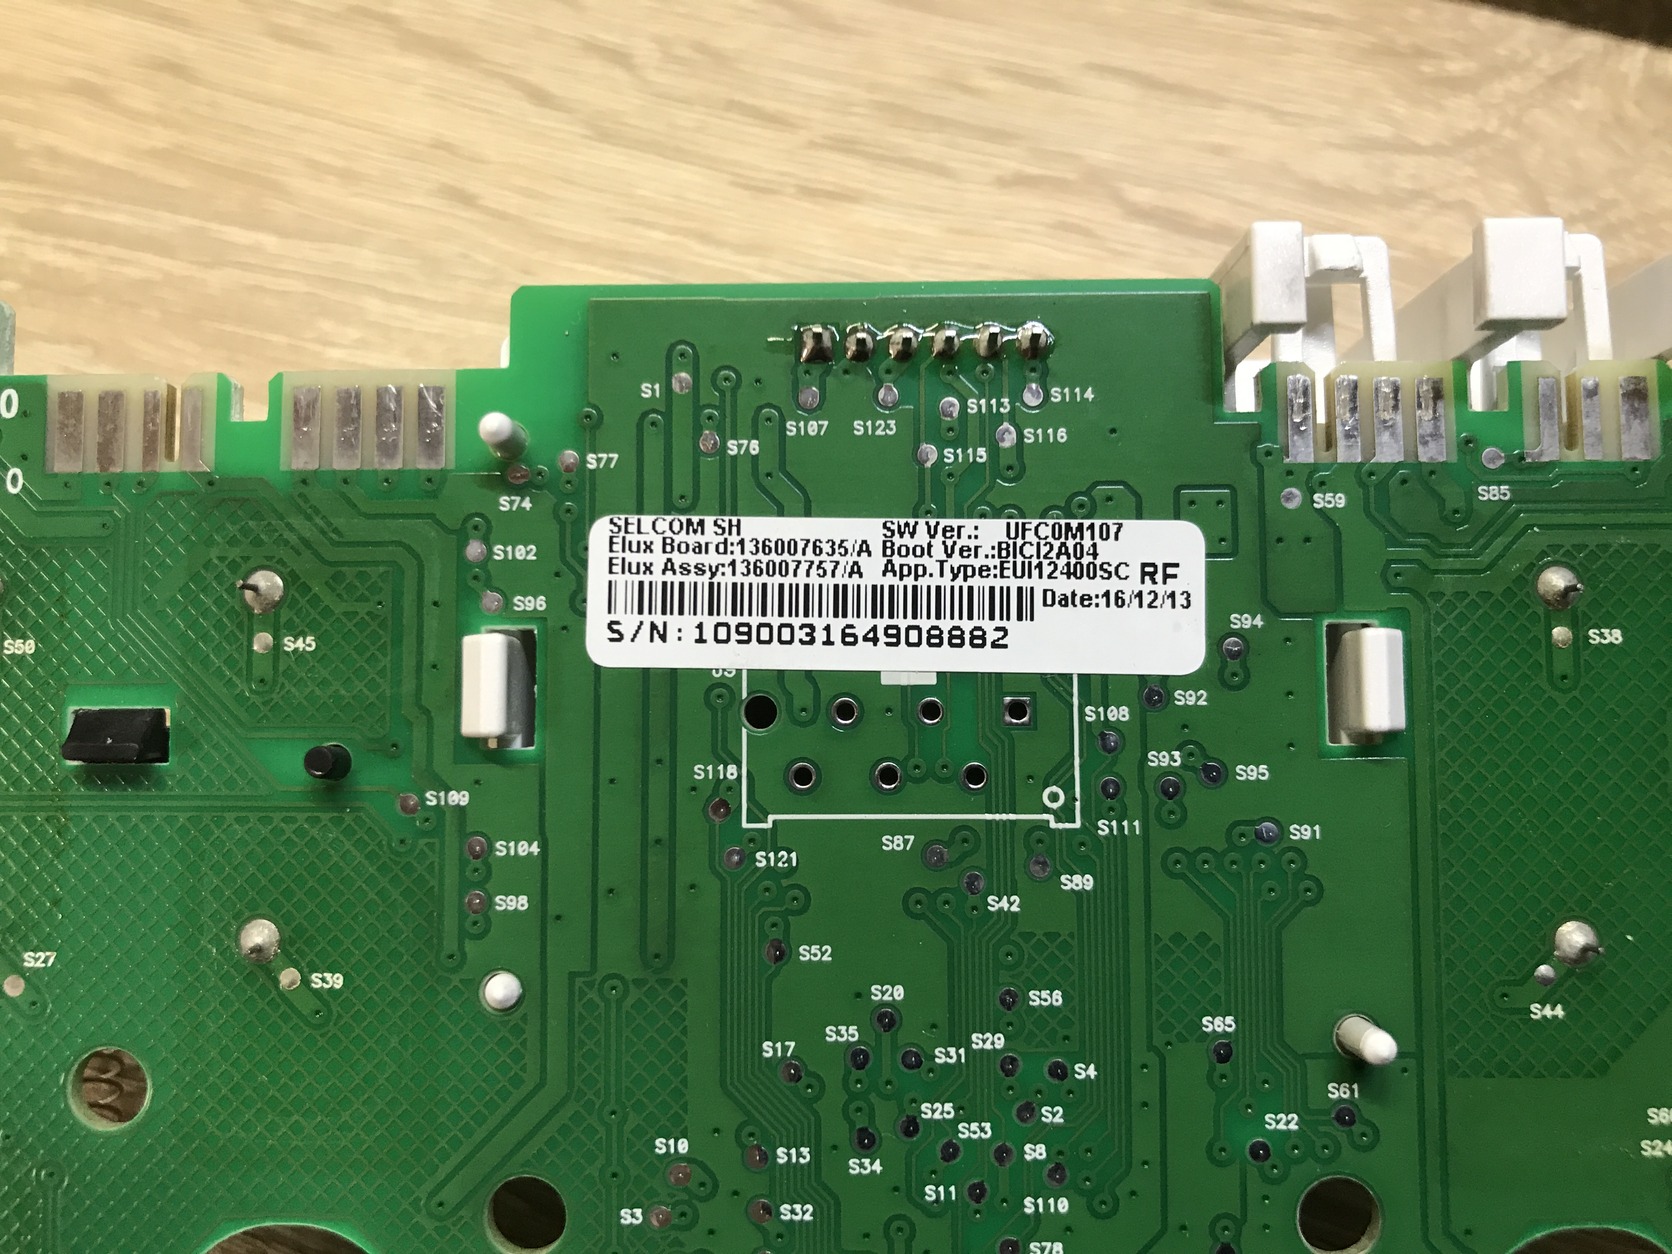 SELCOM SH SW Ver.: UFC0M107
Elux Board:136007635/A Boot Ver.:BICI2A04
Elux Assy:136007757/A App.Type:EUI12400SC RF
Date:16/12/13
S/N:109003164908882
0
0
S1
S107
S123
S113
S114
S76
S115
S116
S77
S74
S59
S85
S102
S96
S94
S50
S45
S38
S92
S108
S118
S93
S95
S109
S111
S91
S104
S87
S121
S89
S98
S42
S52
S27
S39
S56
S44
S20
S35
S31
S29
S65
S17
S4
S25
S2
S61
S53
S22
S10
S13
S34
S8
S24
S11
S110
S3
S32
S78